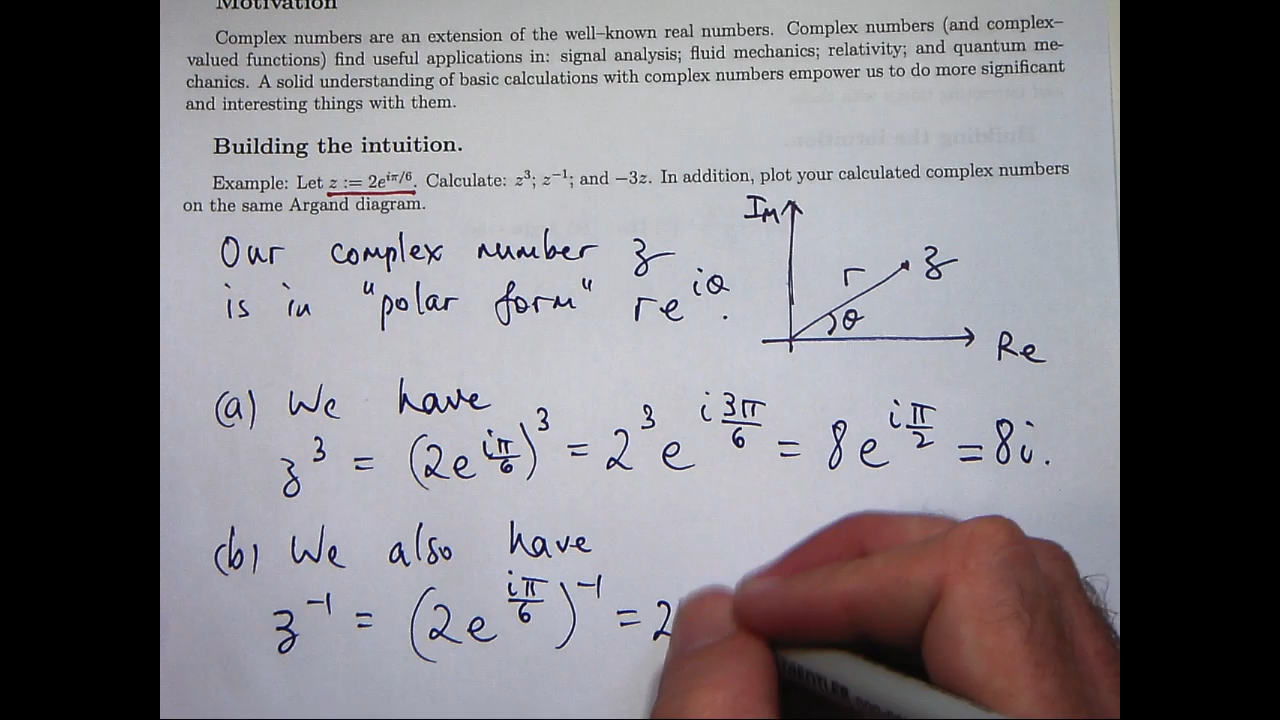 Motivation
Complex numbers are an extension of the well–known real numbers. Complex numbers (and complex–
valued functions) find useful applications in: signal analysis; fluid mechanics; relativity; and quantum me-
chanics. A solid understanding of basic calculations with complex numbers empower us to do more significant
and interesting things with them.
Building the intuition.
Example: Let z := 2e^{iπ/6}. Calculate: z³; z⁻¹; and −3z. In addition, plot your calculated complex numbers
on the same Argand diagram.
Im
Our complex number z
is in "polar form" re^{iθ}.
r z
θ
Re
(a) We have
z³ = (2e^{iπ/6})³ = 2³e^{i3π/6} = 8e^{iπ/2} = 8i.
(b) We also have
z⁻¹ = (2e^{iπ/6})⁻¹ = 2